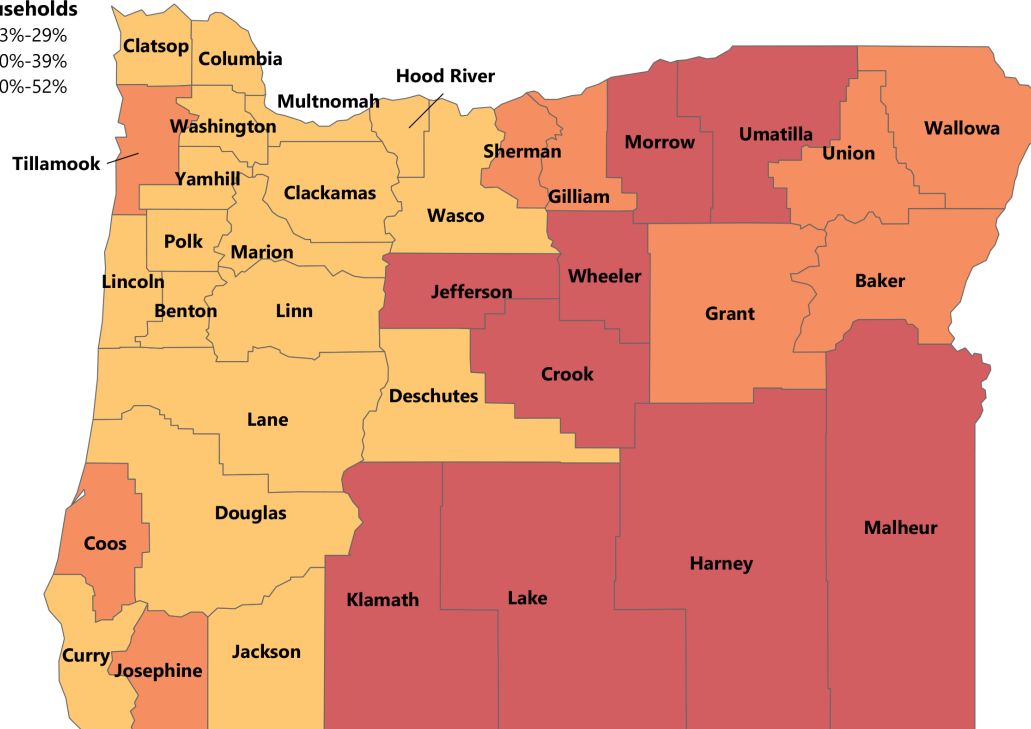 useholds
3%-29%
0%-39%
0%-52%
Clatsop
Columbia
Hood River
Multnomah
Washington
Tillamook
Yamhill
Clackamas
Sherman
Gilliam
Morrow
Umatilla
Union
Wallowa
Wasco
Polk
Marion
Lincoln
Benton
Linn
Jefferson
Wheeler
Grant
Baker
Crook
Deschutes
Lane
Douglas
Coos
Klamath
Lake
Harney
Malheur
Curry
Josephine
Jackson